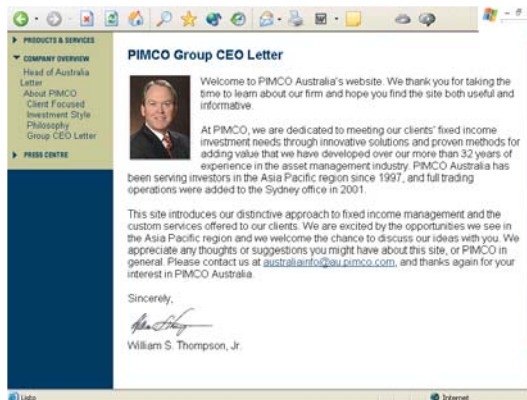 PRODUCTS & SERVICES
COMPANY OVERVIEW
Head of Australia
Letter
About PIMCO
Client Focused
Investment Style
Philosophy
Group CEO Letter
PRESS CENTRE
PIMCO Group CEO Letter
Welcome to PIMCO Australia's website. We thank you for taking the
time to learn about our firm and hope you find the site both useful and
informative.
At PIMCO, we are dedicated to meeting our clients' fixed income
investment needs through innovative solutions and proven methods for
adding value that we have developed over our more than 32 years of
experience in the asset management industry. PIMCO Australia has
been serving investors in the Asia Pacific region since 1997, and full trading
operations were added to the Sydney office in 2001.
This site introduces our distinctive approach to fixed income management and the
custom services offered to our clients. We are excited by the opportunities we see in
the Asia Pacific region and we welcome the chance to discuss our ideas with you. We
appreciate any thoughts or suggestions you might have about this site, or PIMCO in
general. Please contact us at australiainfo@au.pimco.com, and thanks again for your
interest in PIMCO Australia.
Sincerely,
William S. Thompson, Jr.
Listo
Internet